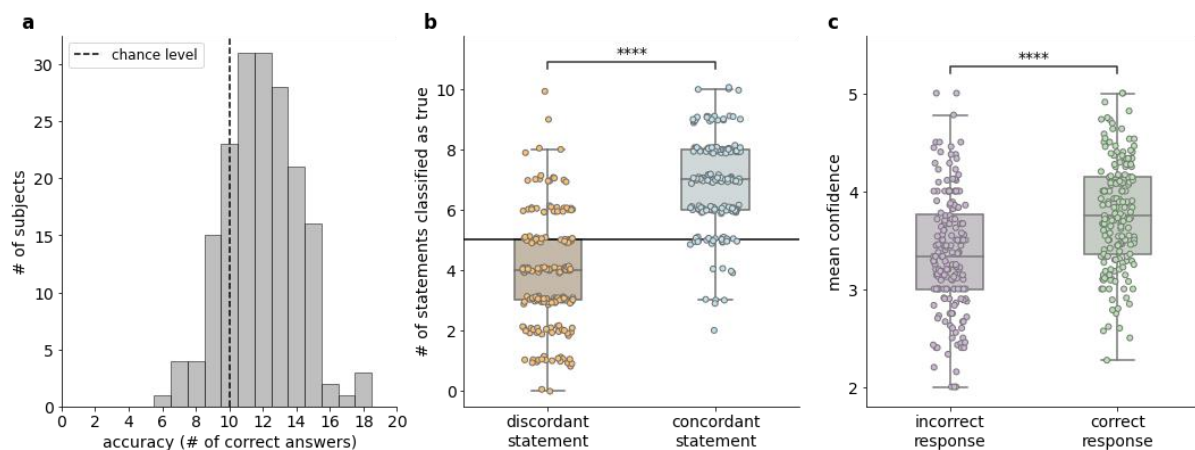 a
chance level
30
25
20
15
10
5
0
# of subjects
0 2 4 6 8 10 12 14 16 18 20
accuracy (# of correct answers)
b
****
10
8
6
4
2
0
# of statements classified as true
discordant statement
concordant statement
c
****
5
4
3
2
mean confidence
incorrect response
correct response